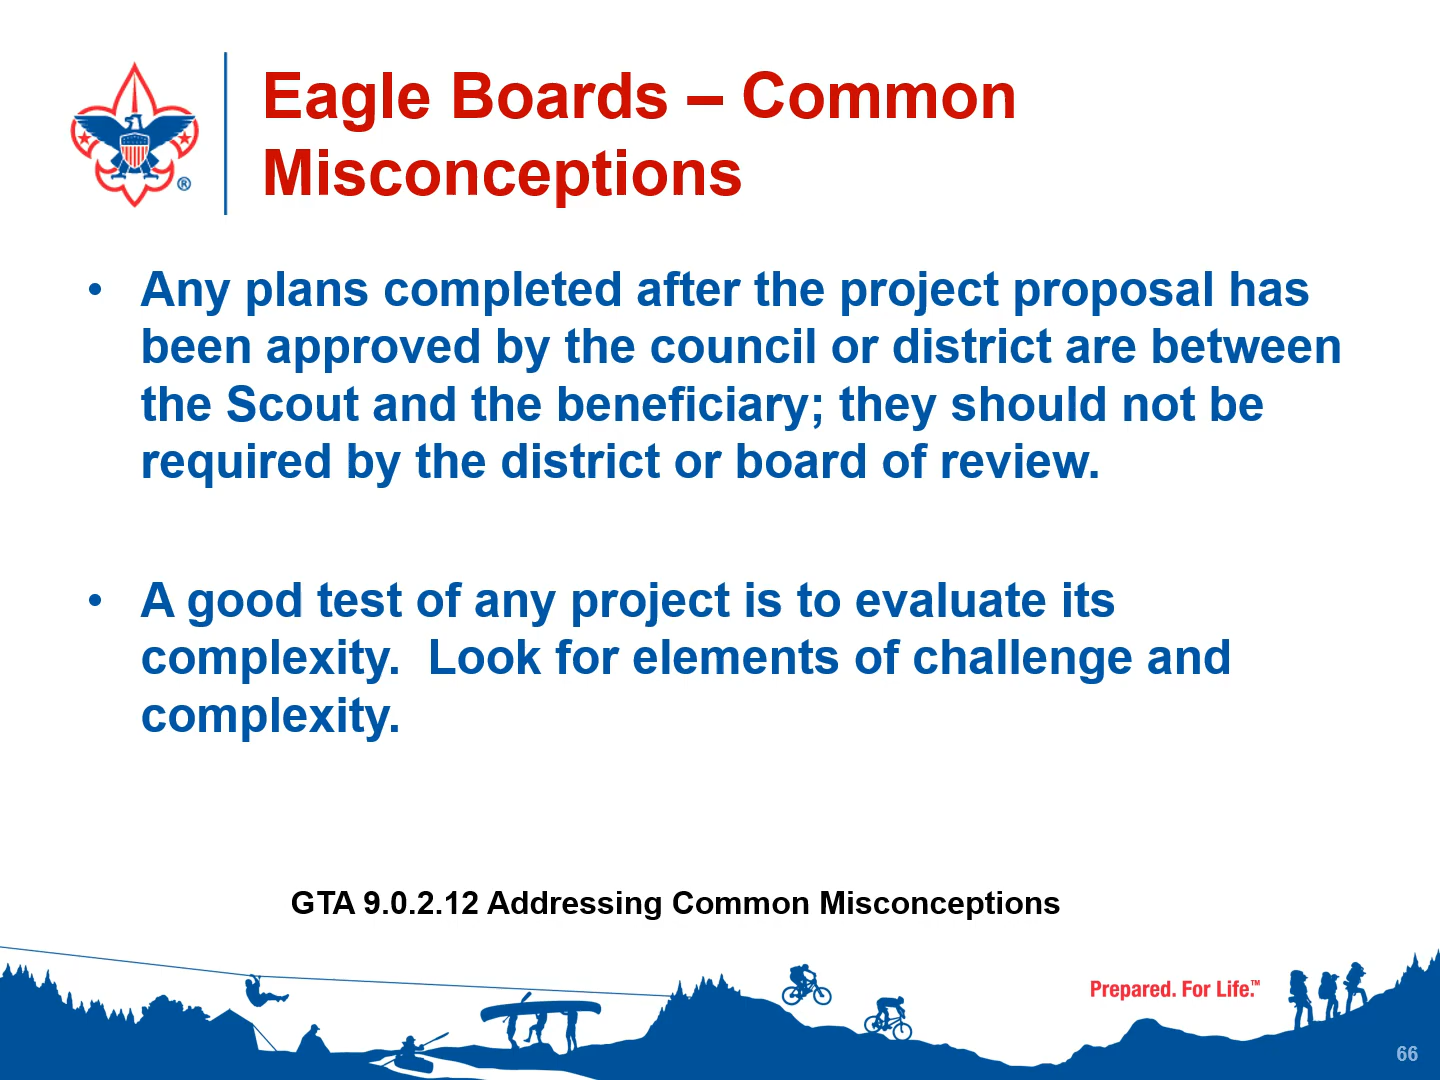 Eagle Boards – Common
Misconceptions
• Any plans completed after the project proposal has
been approved by the council or district are between
the Scout and the beneficiary; they should not be
required by the district or board of review.
• A good test of any project is to evaluate its
complexity.  Look for elements of challenge and
complexity.
GTA 9.0.2.12 Addressing Common Misconceptions
Prepared. For Life.™
66
®